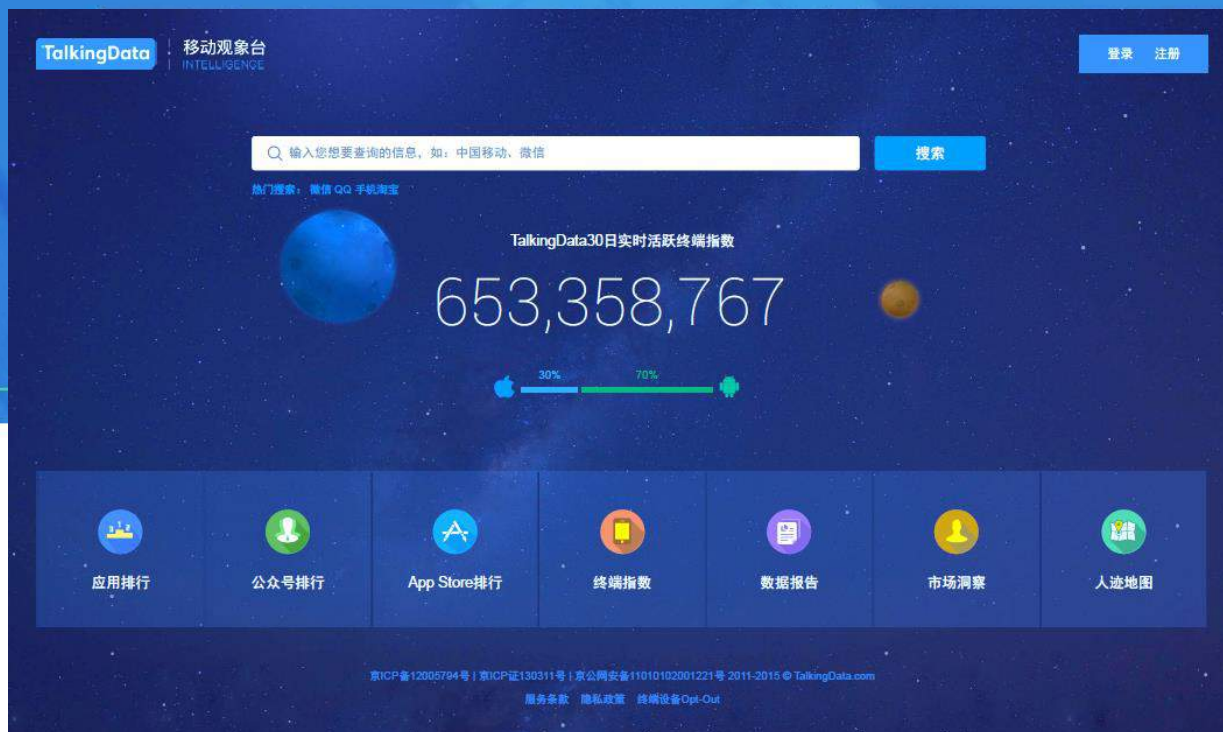 TalkingData 移动观象台
INTELLIGENCE
登录 注册
输入您想要查询的信息，如：中国移动、微信
搜索
热门搜索： 微信 QQ 手机淘宝
TalkingData30日实时活跃终端指数
653,358,767
30% 70%
应用排行 公众号排行 App Store排行 终端指数 数据报告 市场洞察 人迹地图
京ICP备12005794号 | 京ICP证130311号 | 京公网安备11010102001221号 2011-2015 © TalkingData.com
服务条款 隐私政策 终端设备Opt-Out